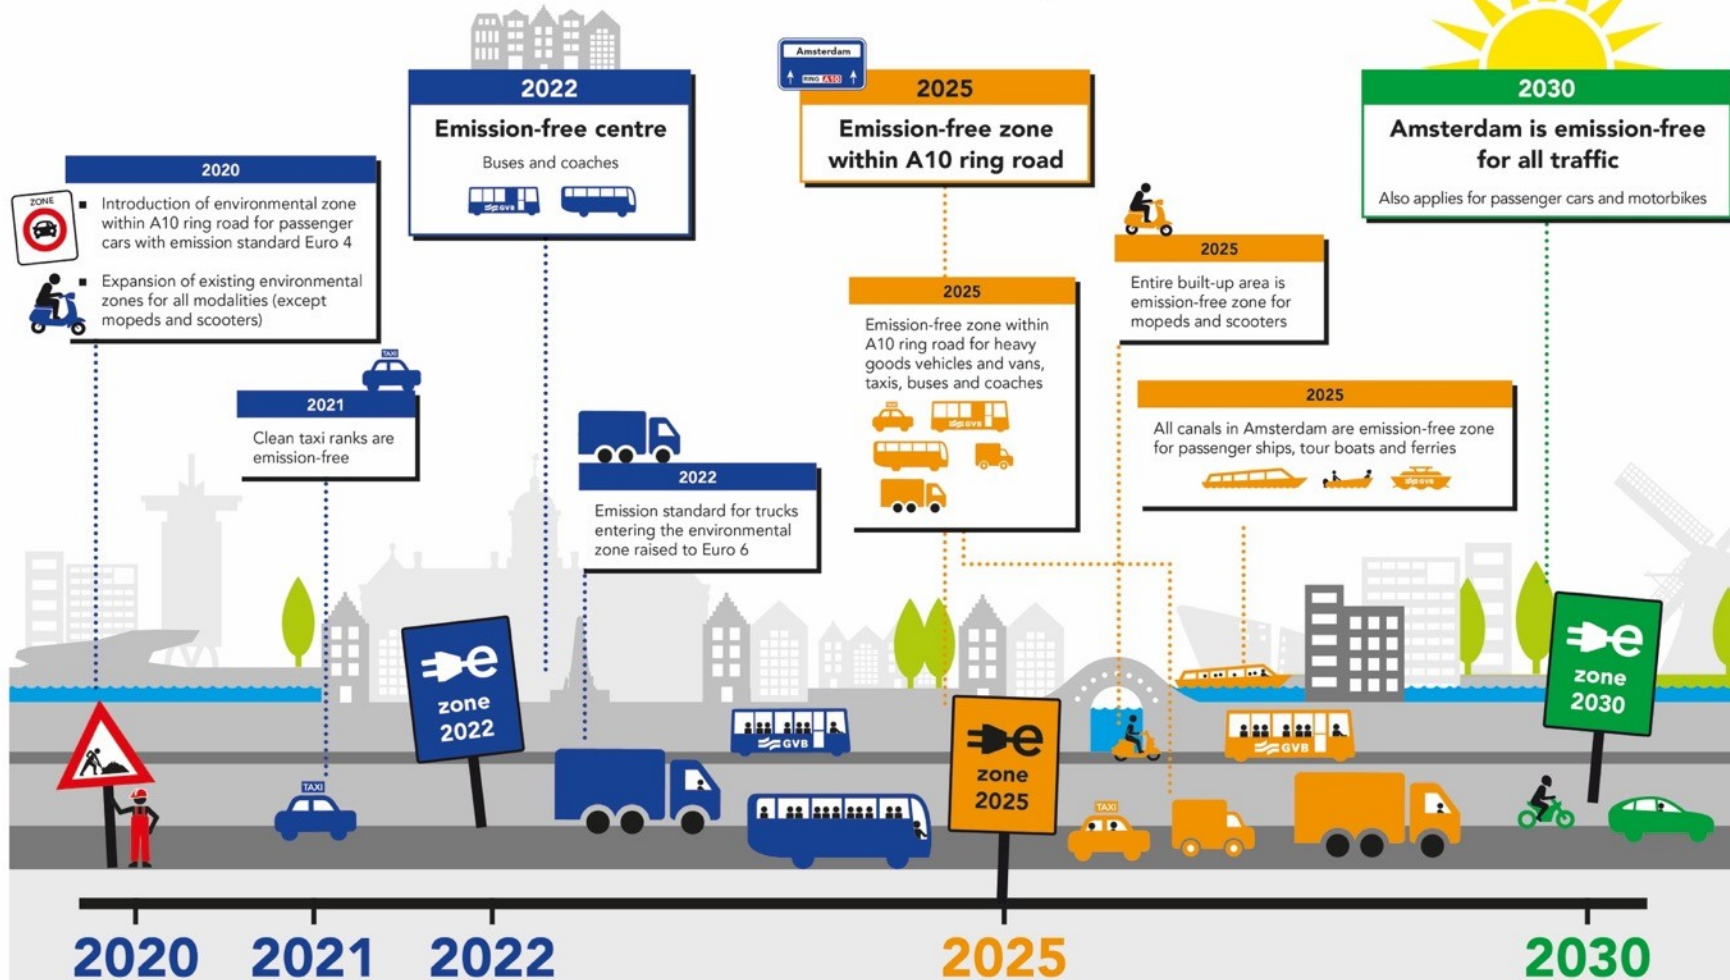 Amsterdam
RING A10
2020
ZONE
Introduction of environmental zone
within A10 ring road for passenger
cars with emission standard Euro 4
Expansion of existing environmental
zones for all modalities (except
mopeds and scooters)
TAXI
2021
Clean taxi ranks are
emission-free
2022
Emission-free centre
Buses and coaches
GVB
2022
Emission standard for trucks
entering the environmental
zone raised to Euro 6
2025
Emission-free zone
within A10 ring road
2025
Emission-free zone within
A10 ring road for heavy
goods vehicles and vans,
taxis, buses and coaches
TAXI
GVB
2025
Entire built-up area is
emission-free zone for
mopeds and scooters
2025
All canals in Amsterdam are emission-free zone
for passenger ships, tour boats and ferries
GVB
2030
Amsterdam is emission-free
for all traffic
Also applies for passenger cars and motorbikes
e
zone
2022
e
zone
2025
e
zone
2030
TAXI
GVB
TAXI
GVB
2020
2021
2022
2025
2030